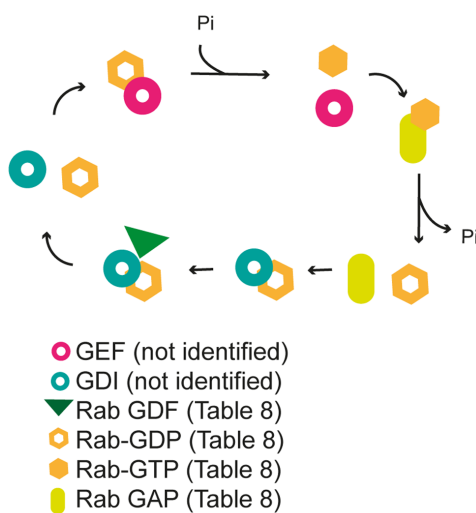 Pi
Pi
GEF (not identified)
GDI (not identified)
Rab GDF (Table 8)
Rab-GDP (Table 8)
Rab-GTP (Table 8)
Rab GAP (Table 8)